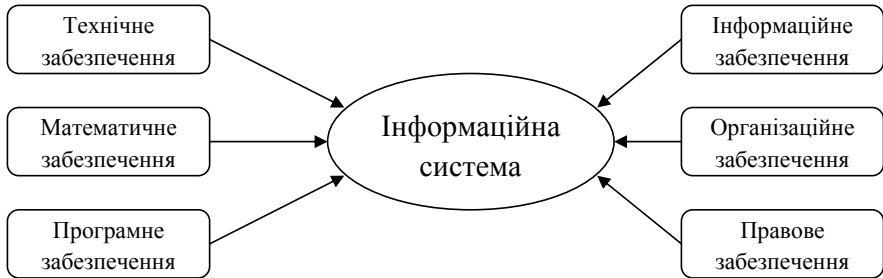 Технічне
забезпечення
Математичне
забезпечення
Програмне
забезпечення
Інформаційна
система
Інформаційне
забезпечення
Організаційне
забезпечення
Правове
забезпечення